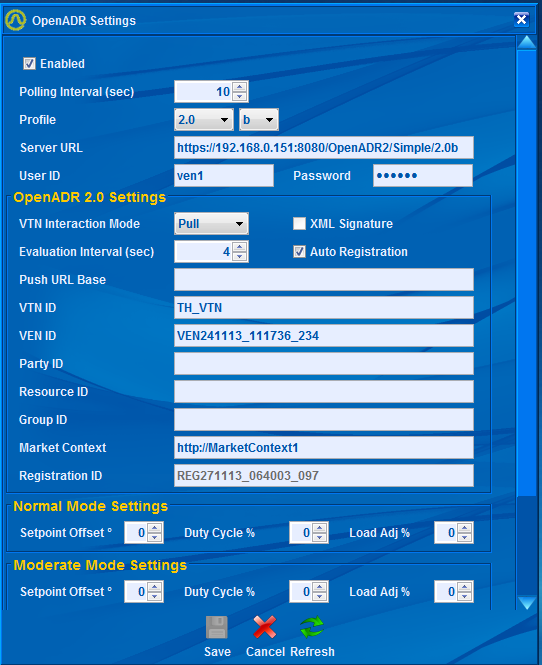 OpenADR Settings
Enabled
Polling Interval (sec) 10
Profile 2.0 b
Server URL https://192.168.0.151:8080/OpenADR2/Simple/2.0b
User ID ven1 Password ••••••
OpenADR 2.0 Settings
VTN Interaction Mode Pull XML Signature
Evaluation Interval (sec) 4 Auto Registration
Push URL Base
VTN ID TH_VTN
VEN ID VEN241113_111736_234
Party ID
Resource ID
Group ID
Market Context http://MarketContext1
Registration ID REG271113_064003_097
Normal Mode Settings
Setpoint Offset ° 0 Duty Cycle % 0 Load Adj % 0
Moderate Mode Settings
Setpoint Offset ° 0 Duty Cycle % 0 Load Adj % 0
Save Cancel Refresh